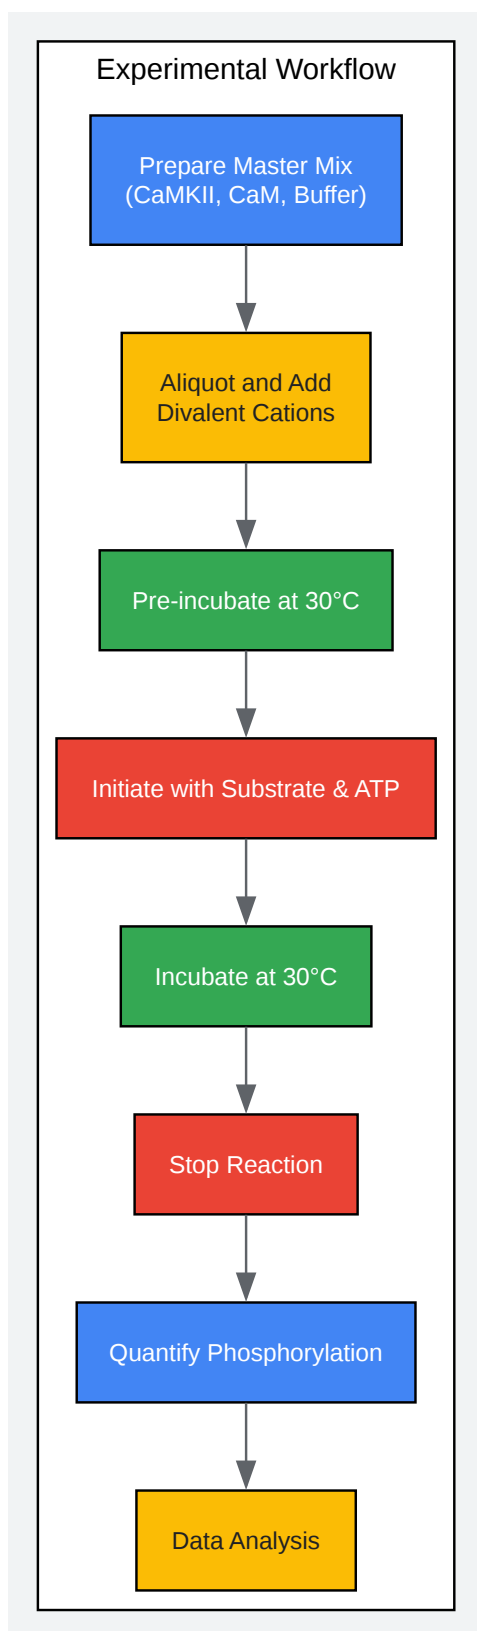 Experimental Workflow
Prepare Master Mix
(CaMKII, CaM, Buffer)
Aliquot and Add
Divalent Cations
Pre-incubate at 30°C
Initiate with Substrate & ATP
Incubate at 30°C
Stop Reaction
Quantify Phosphorylation
Data Analysis